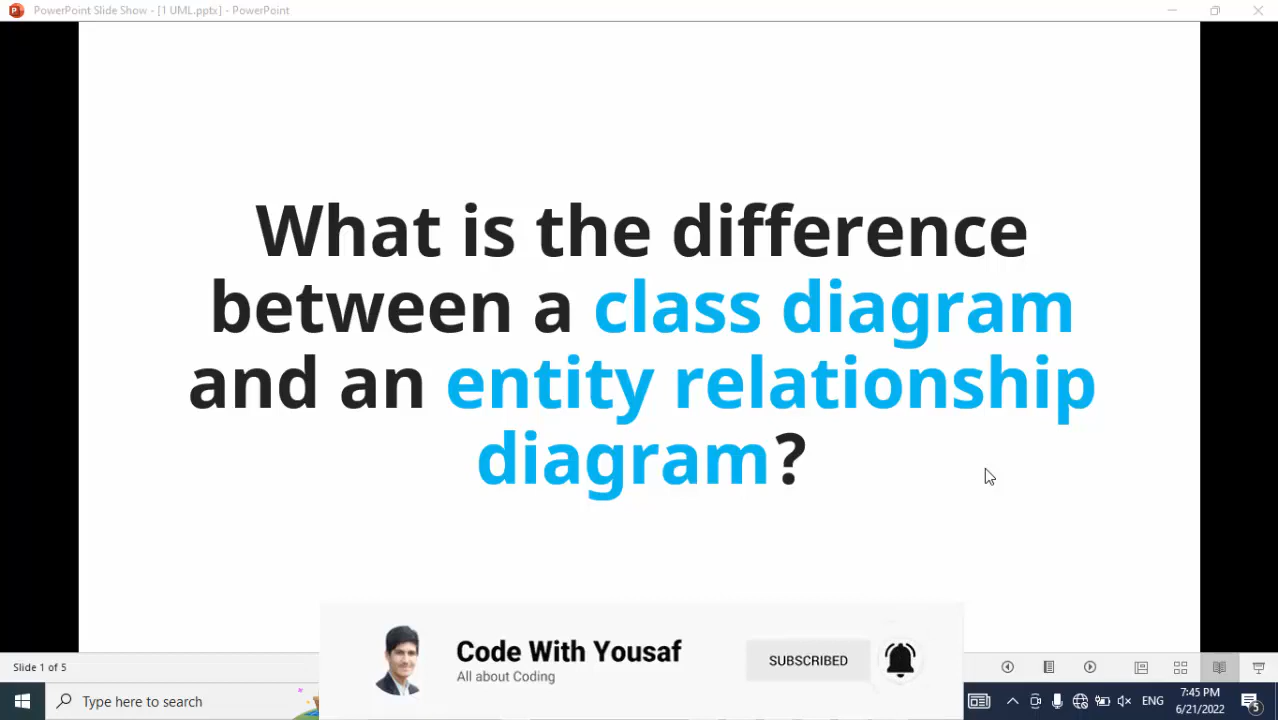 PowerPoint Slide Show - [1 UML.pptx] - PowerPoint
What is the difference
between a class diagram
and an entity relationship
diagram?
Code With Yousaf
All about Coding
SUBSCRIBED
Slide 1 of 5
Type here to search
ENG
7:45 PM
6/21/2022
5